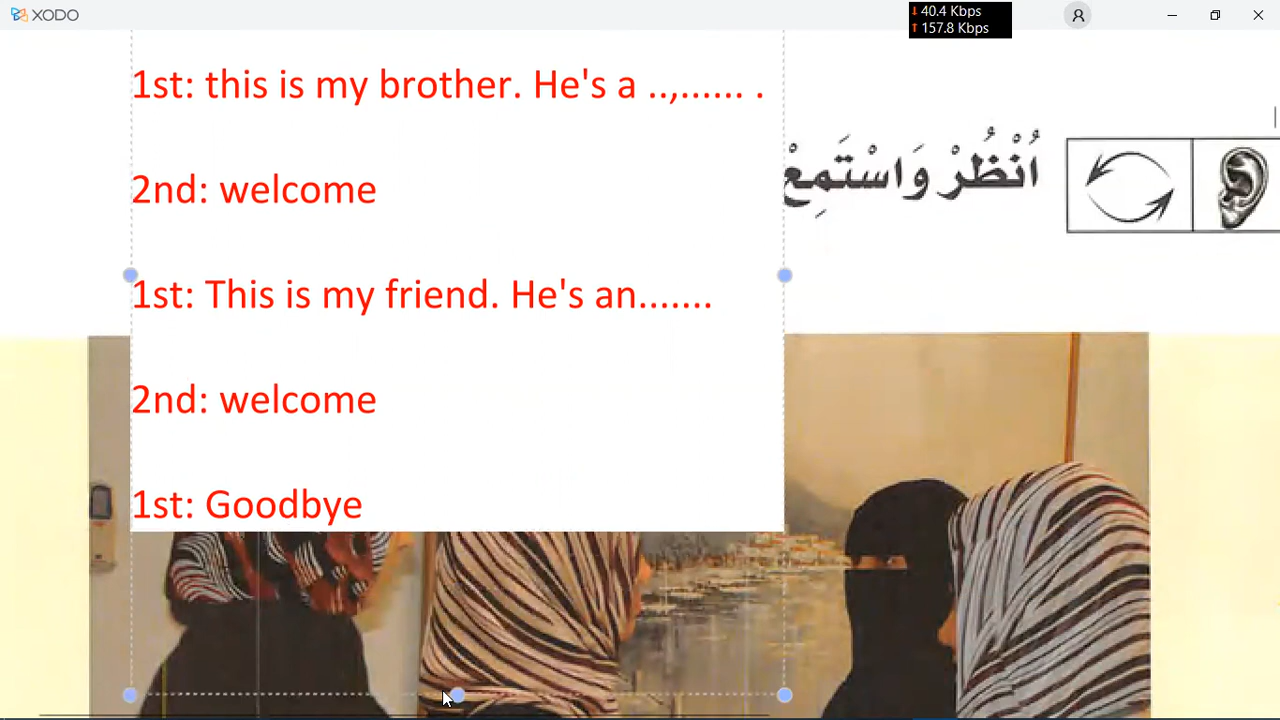 XODO
↓ 40.4 Kbps
↑ 157.8 Kbps
1st: this is my brother. He's a ..,...... .
اُنْظُرْ وَاسْتَمِعْ
2nd: welcome
1st: This is my friend. He's an.......
2nd: welcome
1st: Goodbye